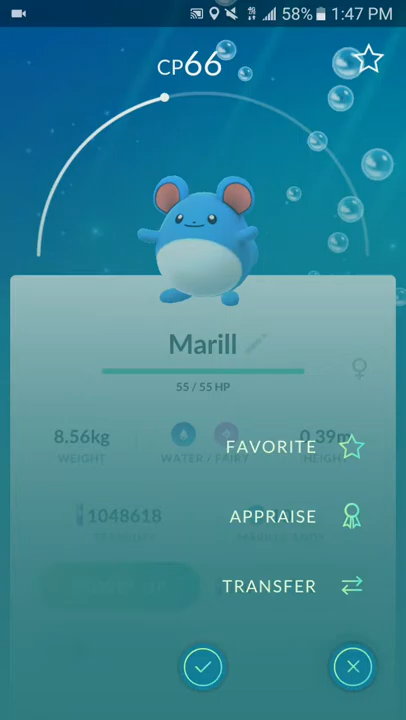 58% 1:47 PM
CP66
Marill
55 / 55 HP
8.56kg
0.39m
WEIGHT
WATER / FAIRY
HEIGHT
FAVORITE
1048618
APPRAISE
TRANSFER